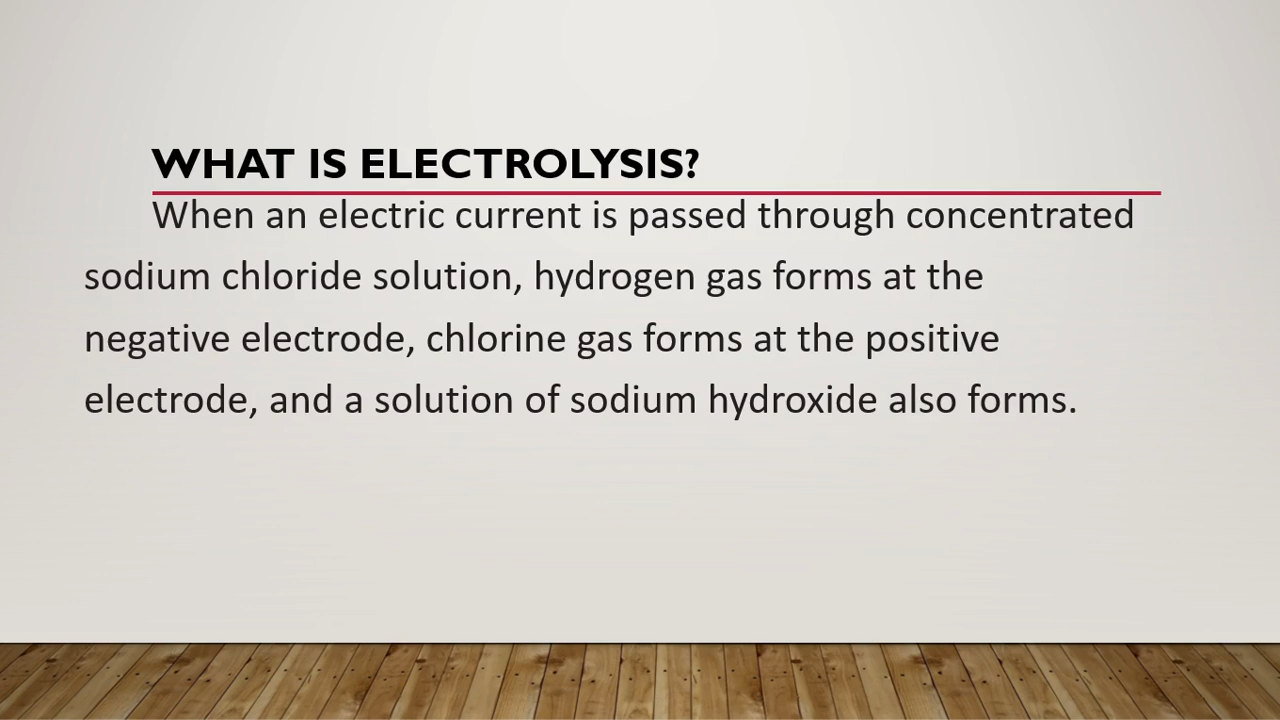 WHAT IS ELECTROLYSIS?
When an electric current is passed through concentrated
sodium chloride solution, hydrogen gas forms at the
negative electrode, chlorine gas forms at the positive
electrode, and a solution of sodium hydroxide also forms.